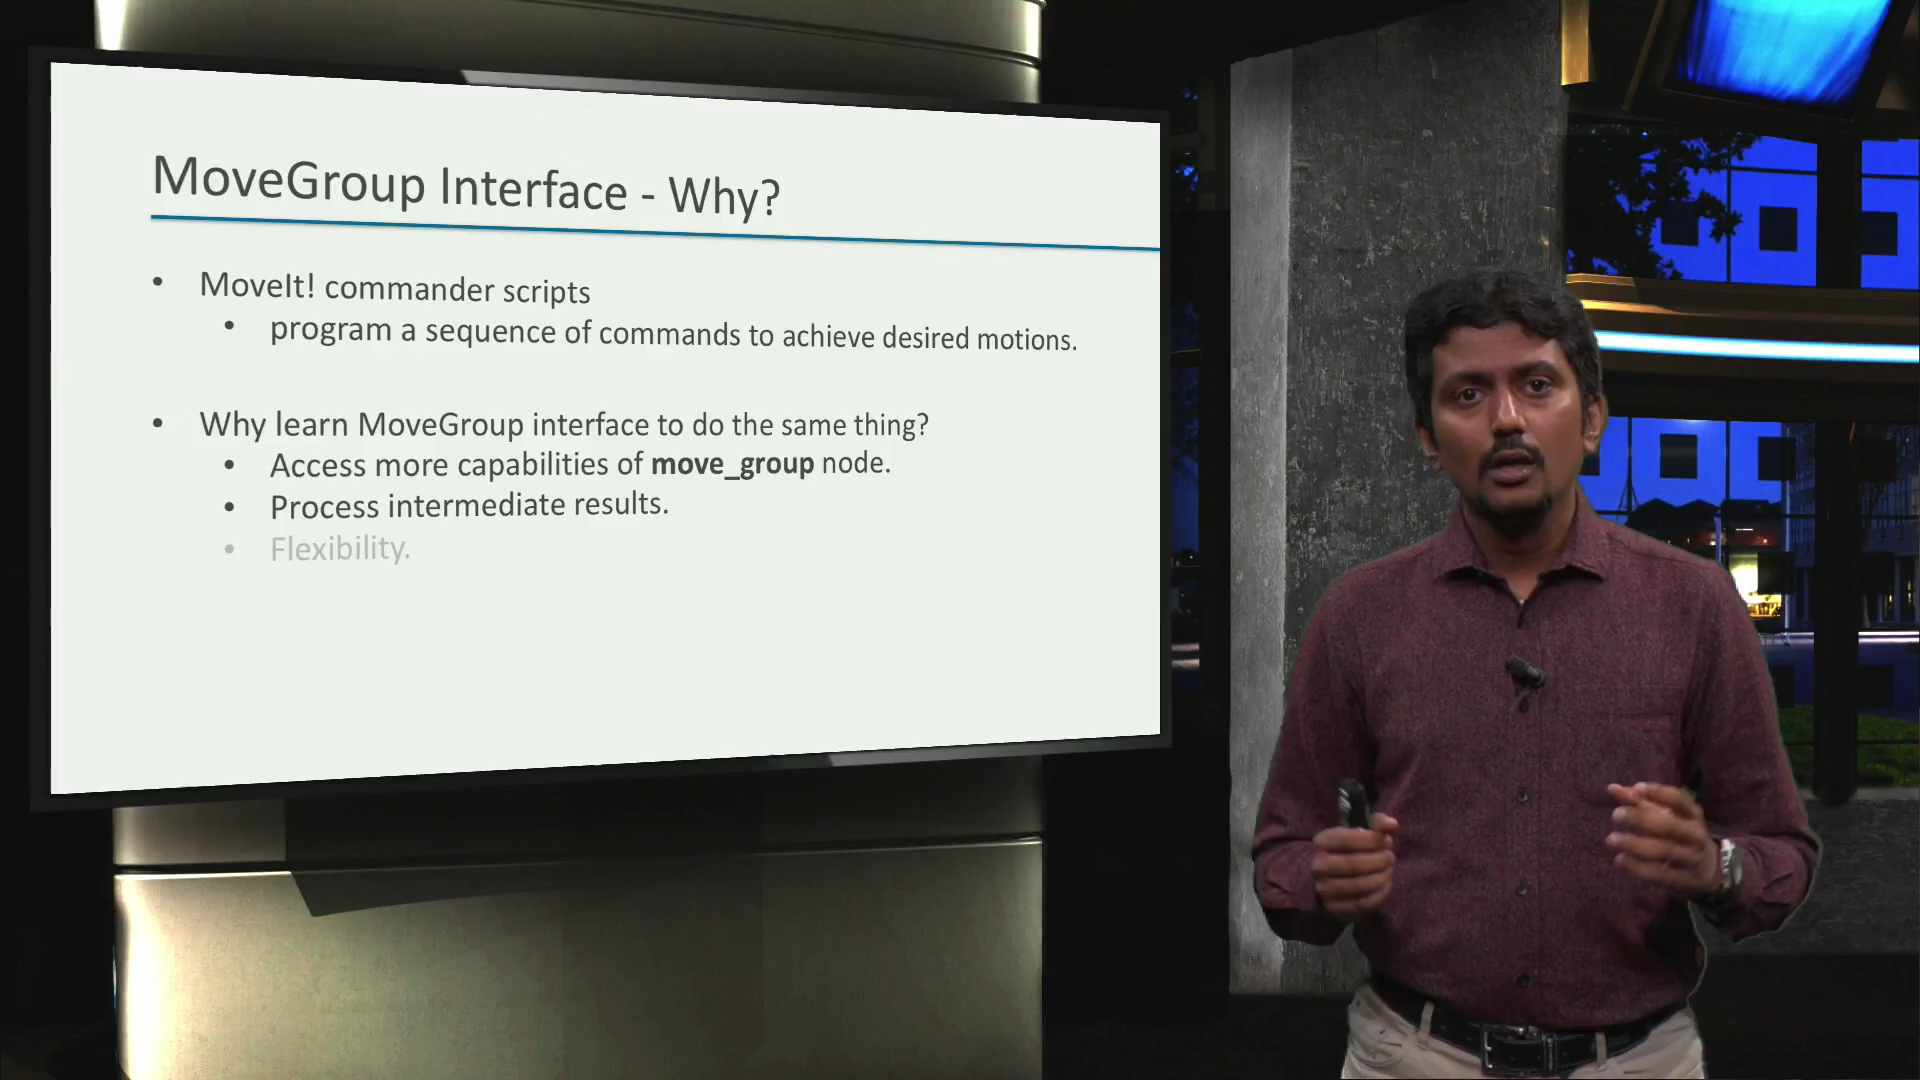 MoveGroup Interface - Why?
• MoveIt! commander scripts
• program a sequence of commands to achieve desired motions.
• Why learn MoveGroup interface to do the same thing?
• Access more capabilities of move_group node.
• Process intermediate results.
• Flexibility.